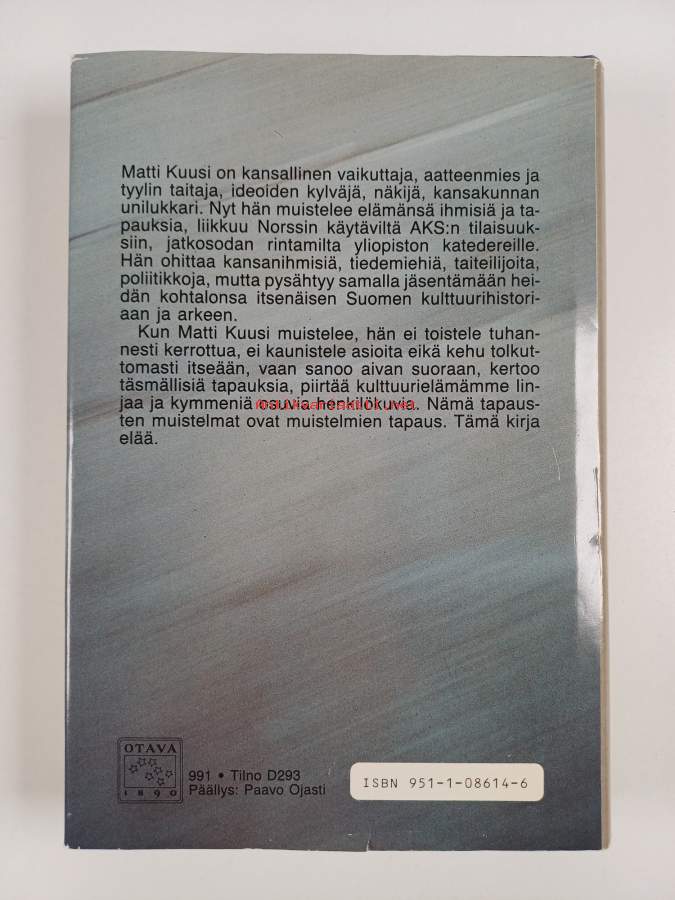 Matti Kuusi on kansallinen vaikuttaja, aatteenmies ja
tyylin taitaja, ideoiden kylväjä, näkijä, kansakunnan
unilukkari. Nyt hän muistelee elämänsä ihmisiä ja ta-
pauksia, liikkuu Norssin käytäviltä AKS:n tilaisuuk-
siin, jatkosodan rintamilta yliopiston katedereille.
Hän ohittaa kansanihmisiä, tiedemiehiä, taiteilijoita,
poliitikkoja, mutta pysähtyy samalla jäsentämään hei-
dän kohtalonsa itsenäisen Suomen kulttuurihistori-
aan ja arkeen.
Kun Matti Kuusi muistelee, hän ei toistele tuhan-
nesti kerrottua, ei kaunistele asioita eikä kehu tolkut-
tomasti itseään, vaan sanoo aivan suoraan, kertoo
täsmällisiä tapauksia, piirtää kulttuurielämämme lin-
jaa ja kymmeniä osuvia henkilökuvia. Nämä tapaus-
ten muistelmat ovat muistelmien tapaus. Tämä kirja
elää.
OTAVA
1890
991 • Tilno D293
Päällys: Paavo Ojasti
ISBN 951-1-08614-6